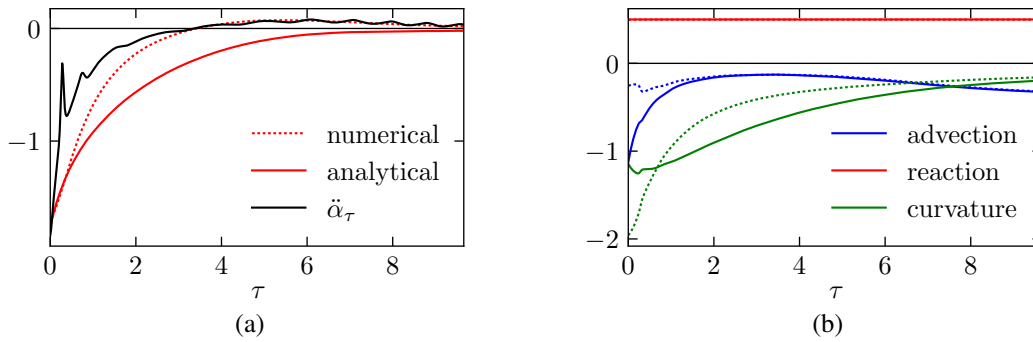 0
−1
numerical
analytical
α̈τ
0 2 4 6 8
τ
(a)
0
−1
−2
advection
reaction
curvature
0 2 4 6 8
τ
(b)